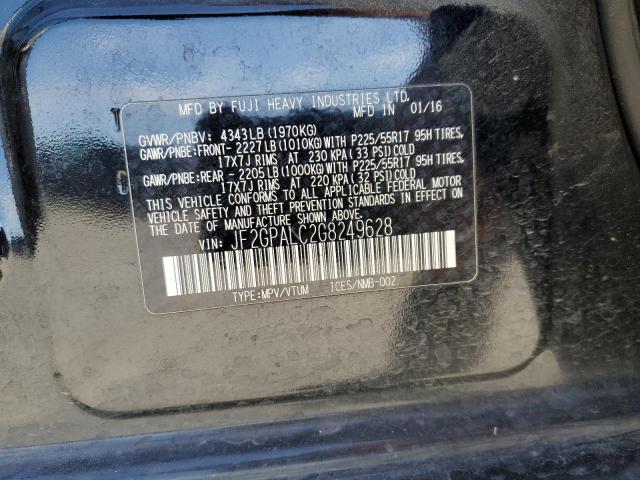 MFD BY FUJI HEAVY INDUSTRIES LTD.
MFD IN 01/16
GVWR/PNBV: 4343LB (1970KG)
GAWR/PNBE:FRONT- 2227LB (1010KG)WITH P225/55R17 95H TIRES,
17X7J RIMS AT 230 KPA (33 PSI) COLD
GAWR/PNBE:REAR - 2205LB (1000KG)WITH P225/55R17 95H TIRES,
17X7J RIMS AT 220 KPA (32 PSI) COLD
THIS VEHICLE CONFORMS TO ALL APPLICABLE FEDERAL MOTOR
VEHICLE SAFETY AND THEFT PREVENTION STANDARDS IN EFFECT ON
THE DATE OF MANUFACTURE SHOWN ABOVE.
VIN: JF2GPALC2G8249628
TYPE:MPV/VTUM ICES/NMB-002